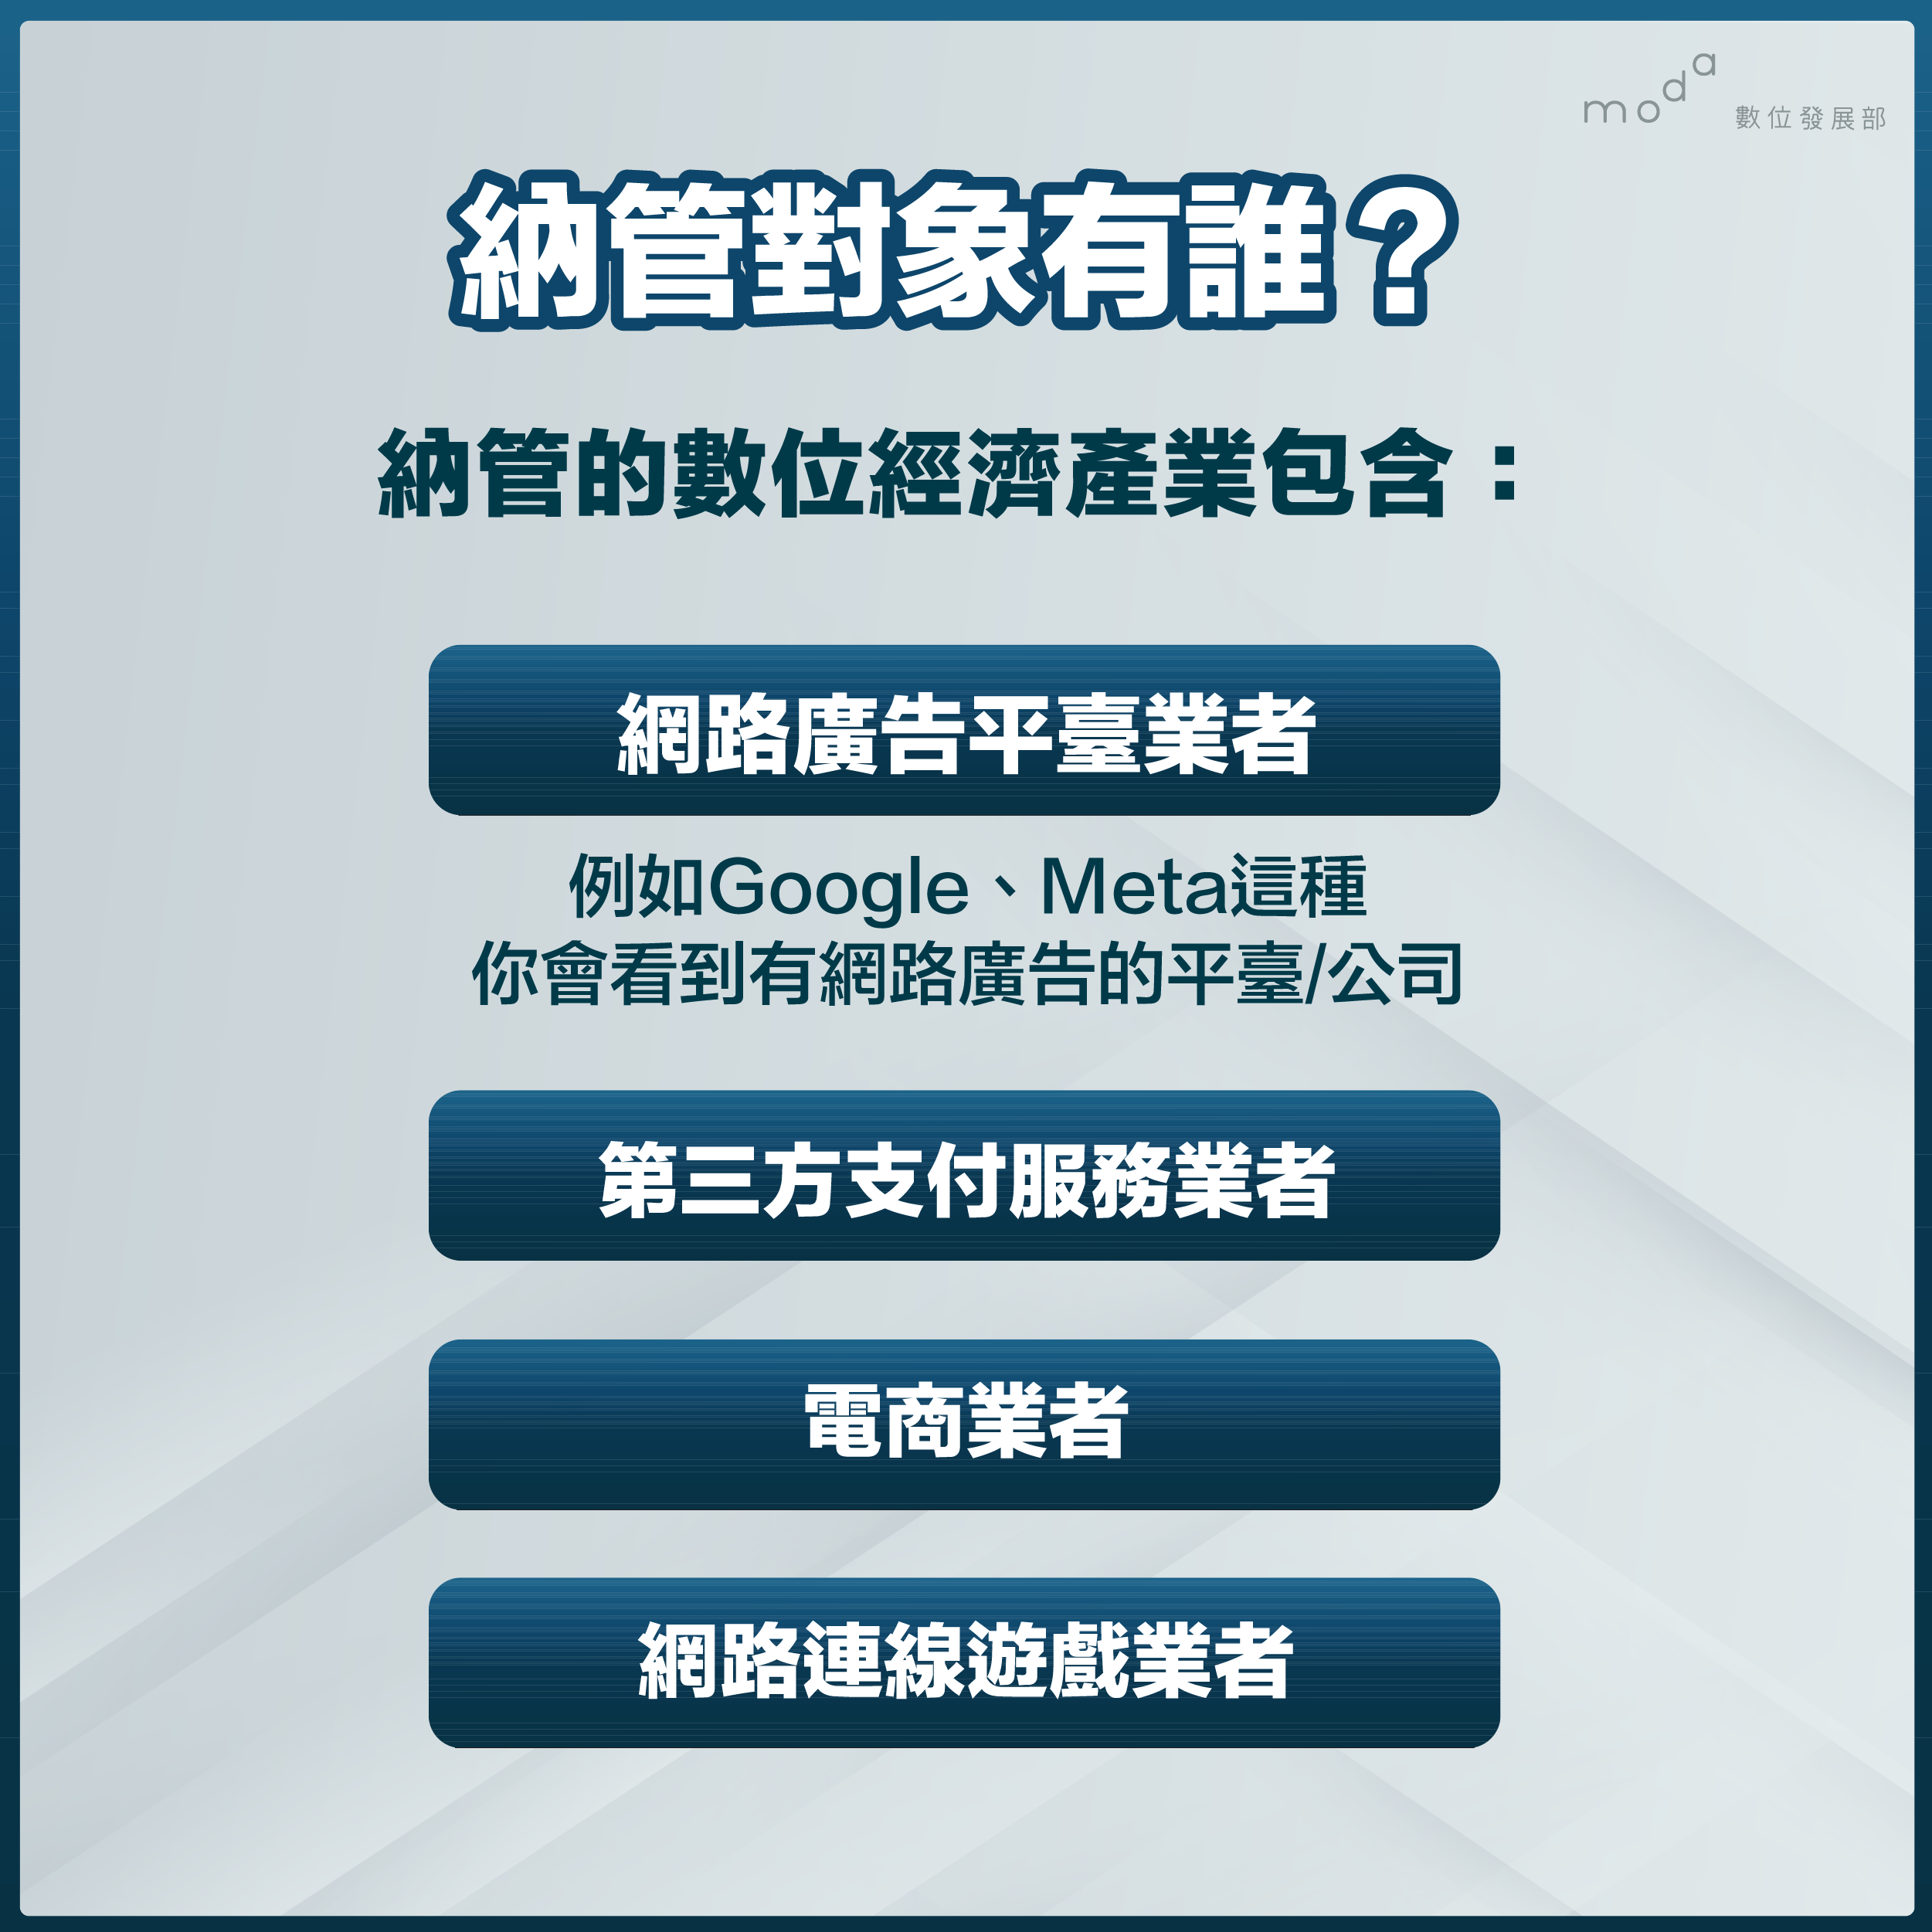 moda 數位發展部
納管對象有誰？
納管的數位經濟產業包含：
網路廣告平臺業者
例如Google、Meta這種
你會看到有網路廣告的平臺/公司
第三方支付服務業者
電商業者
網路連線遊戲業者